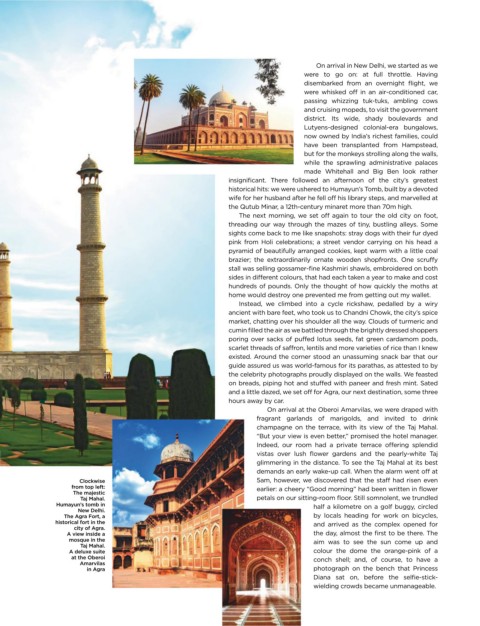 On arrival in New Delhi, we started as we
were to go on: at full throttle. Having
disembarked from an overnight flight, we
were whisked off in an air-conditioned car,
passing whizzing tuk-tuks, ambling cows
and cruising mopeds, to visit the government
district. Its wide, shady boulevards and
Lutyens-designed colonial-era bungalows,
now owned by India's richest families, could
have been transplanted from Hampstead,
but for the monkeys strolling along the walls,
while the sprawling administrative palaces
made Whitehall and Big Ben look rather
insignificant. There followed an afternoon of the city's greatest
historical hits: we were ushered to Humayun's Tomb, built by a devoted
wife for her husband after he fell off his library steps, and marvelled at
the Qutub Minar, a 12th-century minaret more than 70m high.
The next morning, we set off again to tour the old city on foot,
threading our way through the mazes of tiny, bustling alleys. Some
sights come back to me like snapshots: stray dogs with their fur dyed
pink from Holi celebrations; a street vendor carrying on his head a
pyramid of beautifully arranged cookies, kept warm with a little coal
brazier; the extraordinarily ornate wooden shopfronts. One scruffy
stall was selling gossamer-fine Kashmiri shawls, embroidered on both
sides in different colours, that had each taken a year to make and cost
hundreds of pounds. Only the thought of how quickly the moths at
home would destroy one prevented me from getting out my wallet.
Instead, we climbed into a cycle rickshaw, pedalled by a wiry
ancient with bare feet, who took us to Chandni Chowk, the city's spice
market, chatting over his shoulder all the way. Clouds of turmeric and
cumin filled the air as we battled through the brightly dressed shoppers
poring over sacks of puffed lotus seeds, fat green cardamom pods,
scarlet threads of saffron, lentils and more varieties of rice than I knew
existed. Around the corner stood an unassuming snack bar that our
guide assured us was world-famous for its parathas, as attested to by
the celebrity photographs proudly displayed on the walls. We feasted
on breads, piping hot and stuffed with paneer and fresh mint. Sated
and a little dazed, we set off for Agra, our next destination, some three
hours away by car.
On arrival at the Oberoi Amarvilas, we were draped with
fragrant garlands of marigolds, and invited to drink
champagne on the terrace, with its view of the Taj Mahal.
"But your view is even better," promised the hotel manager.
Indeed, our room had a private terrace offering splendid
vistas over lush flower gardens and the pearly-white Taj
glimmering in the distance. To see the Taj Mahal at its best
demands an early wake-up call. When the alarm went off at
5am, however, we discovered that the staff had risen even
earlier: a cheery "Good morning" had been written in flower
petals on our sitting-room floor. Still somnolent, we trundled
half a kilometre on a golf buggy, circled
by locals heading for work on bicycles,
and arrived as the complex opened for
the day, almost the first to be there. The
aim was to see the sun come up and
colour the dome the orange-pink of a
conch shell; and, of course, to have a
photograph on the bench that Princess
Diana sat on, before the selfie-stick-
wielding crowds became unmanageable.
Clockwise
from top left:
The majestic
Taj Mahal.
Humayun's tomb in
New Delhi.
The Agra Fort, a
historical fort in the
city of Agra.
A view inside a
mosque in the
Taj Mahal.
A deluxe suite
at the Oberoi
Amarvilas
in Agra